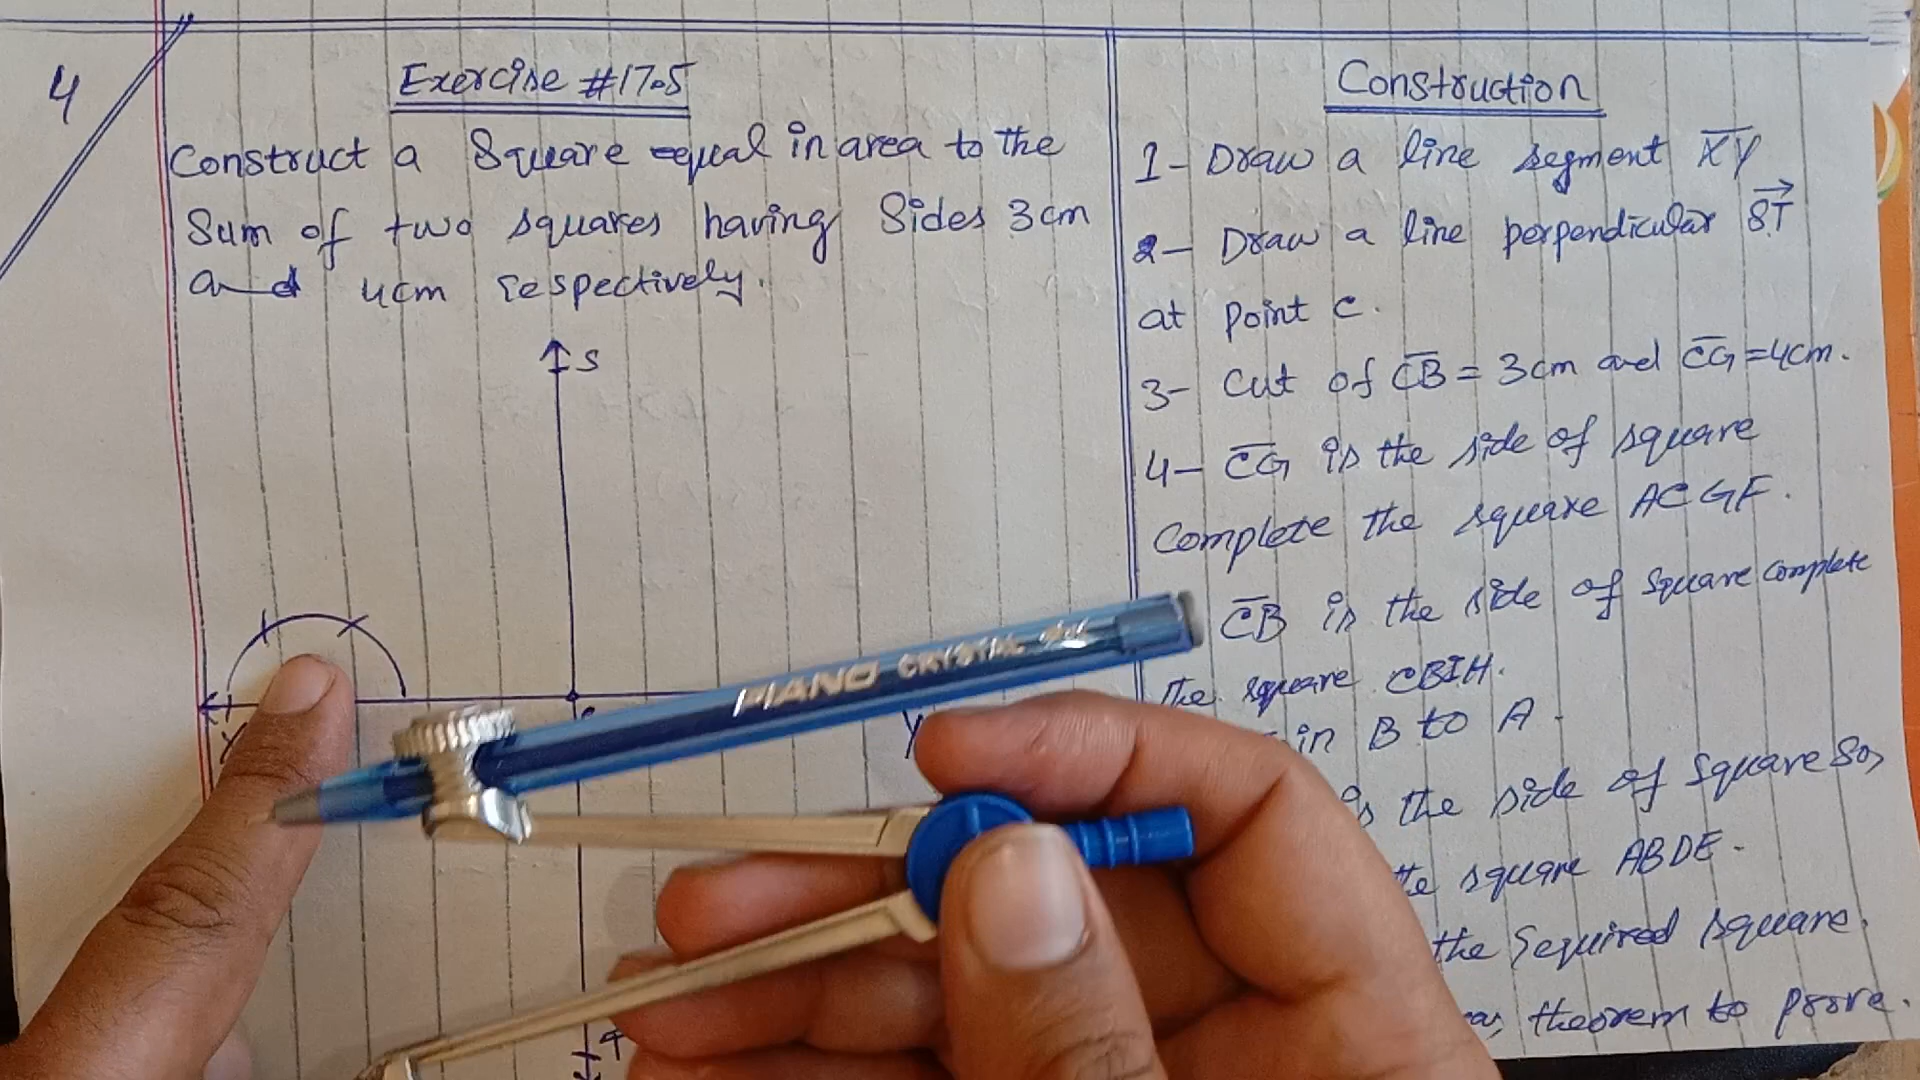 4
Exercise #17.5
Construct a Square equal in area to the
Sum of two squares having Sides 3cm
and 4cm respectively.
S
C
Y
PIANO CRYSTAL
T
Construction
1- Draw a line segment XY
2- Draw a line perpendicular ST
at point C.
3- Cut of CB = 3cm and CG = 4cm.
4- CG is the side of square
Complete the square ACGF.
CB is the side of Square complete
the square CBIH.
in B to A.
is the side of Square So,
the square ABDE.
the required square.
theorem to prove.